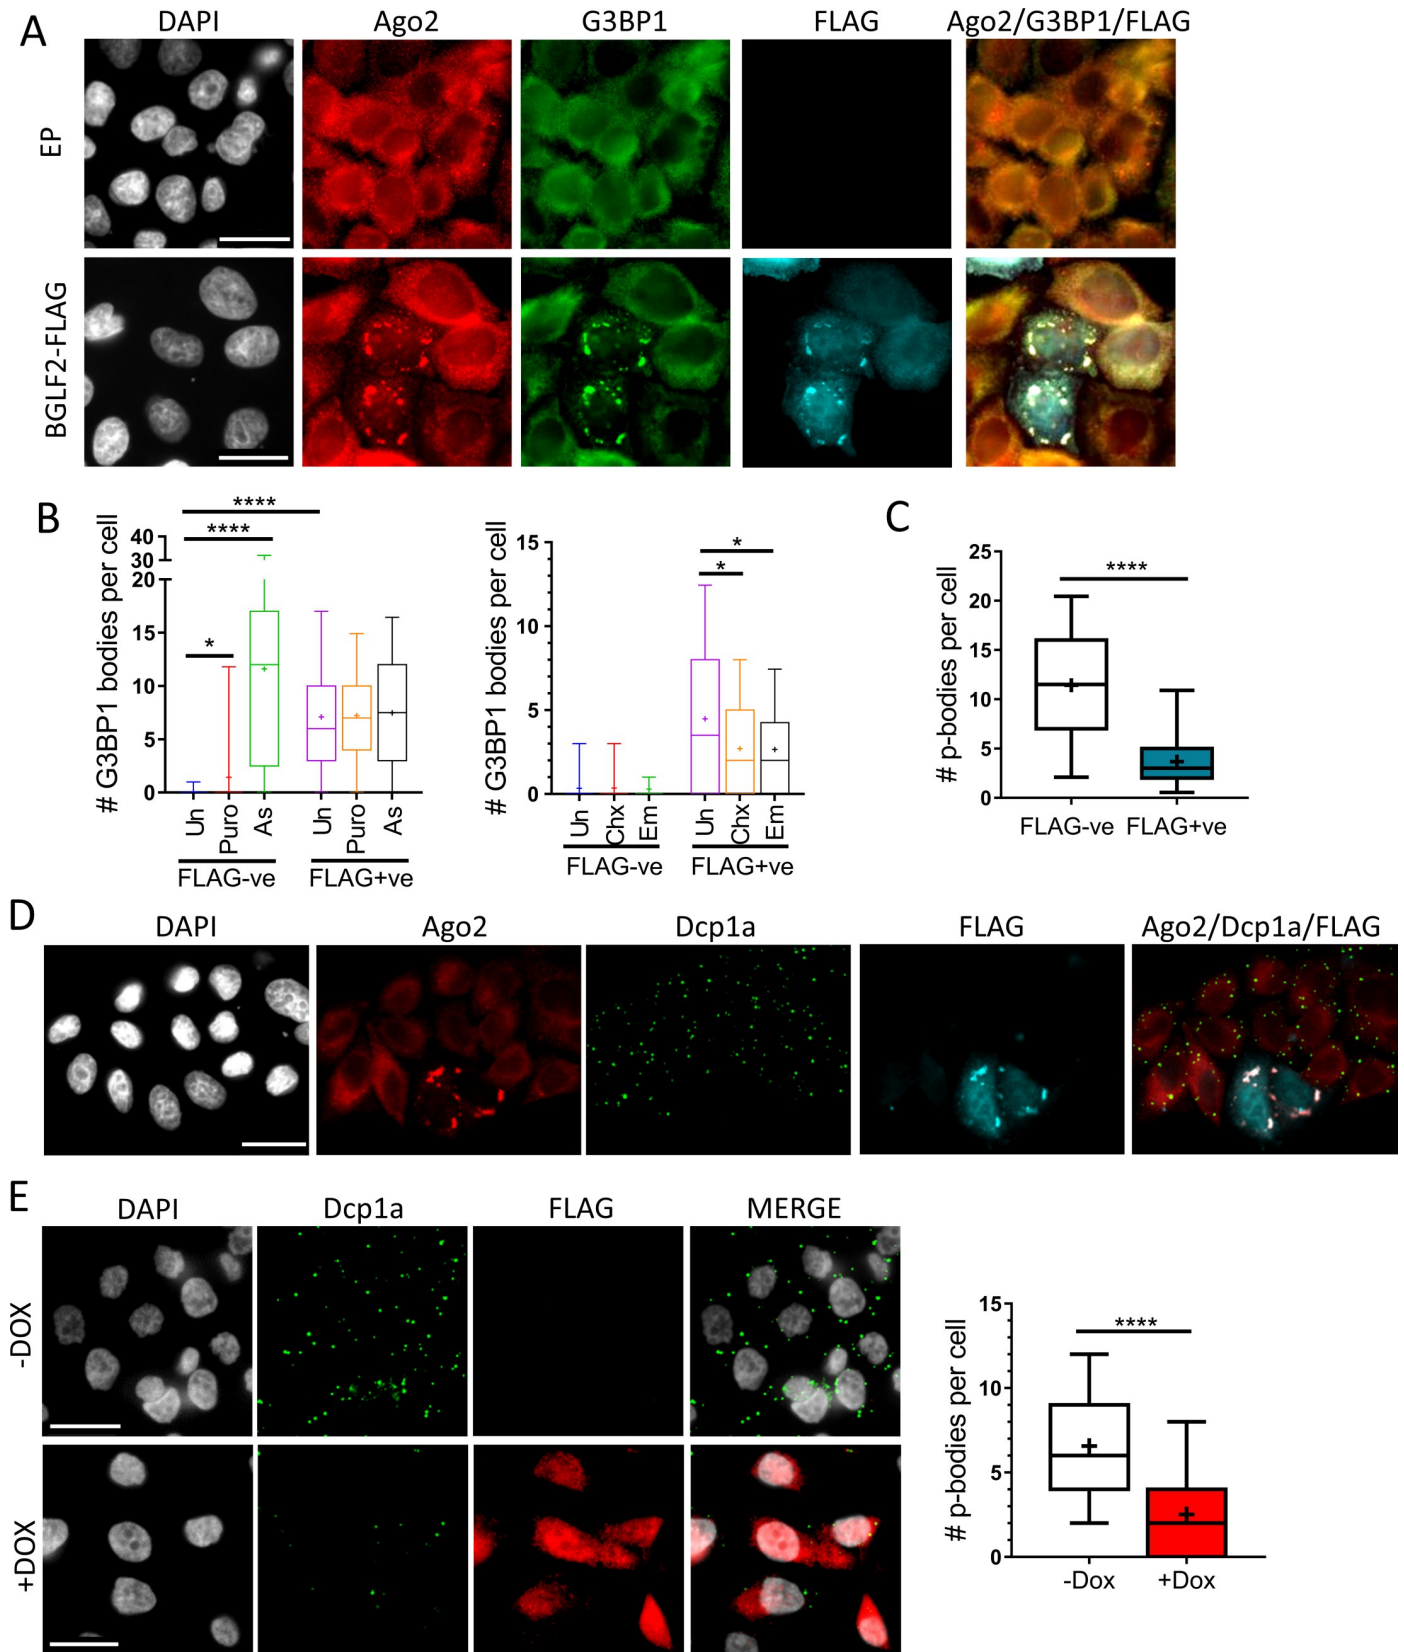 A
DAPI Ago2 G3BP1 FLAG Ago2/G3BP1/FLAG
EP
BGLF2-FLAG
B
# G3BP1 bodies per cell
40
30
20
15
10
5
0
****
****
*
Un Puro As Un Puro As
FLAG-ve FLAG+ve
# G3BP1 bodies per cell
15
10
5
0
*
*
Un Chx Em Un Chx Em
FLAG-ve FLAG+ve
C
# p-bodies per cell
25
20
15
10
5
0
****
FLAG-ve FLAG+ve
D
DAPI Ago2 Dcp1a FLAG Ago2/Dcp1a/FLAG
E
DAPI Dcp1a FLAG MERGE
-DOX
+DOX
# p-bodies per cell
15
10
5
0
****
-Dox +Dox